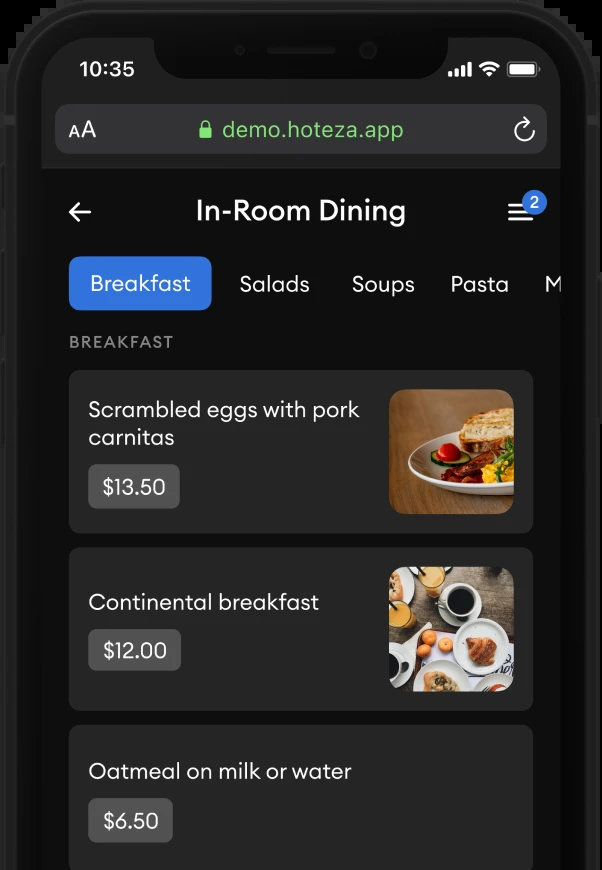 10:35
AA demo.hoteza.app
In-Room Dining 2
Breakfast Salads Soups Pasta M
BREAKFAST
Scrambled eggs with pork
carnitas
$13.50
Continental breakfast
$12.00
Oatmeal on milk or water
$6.50